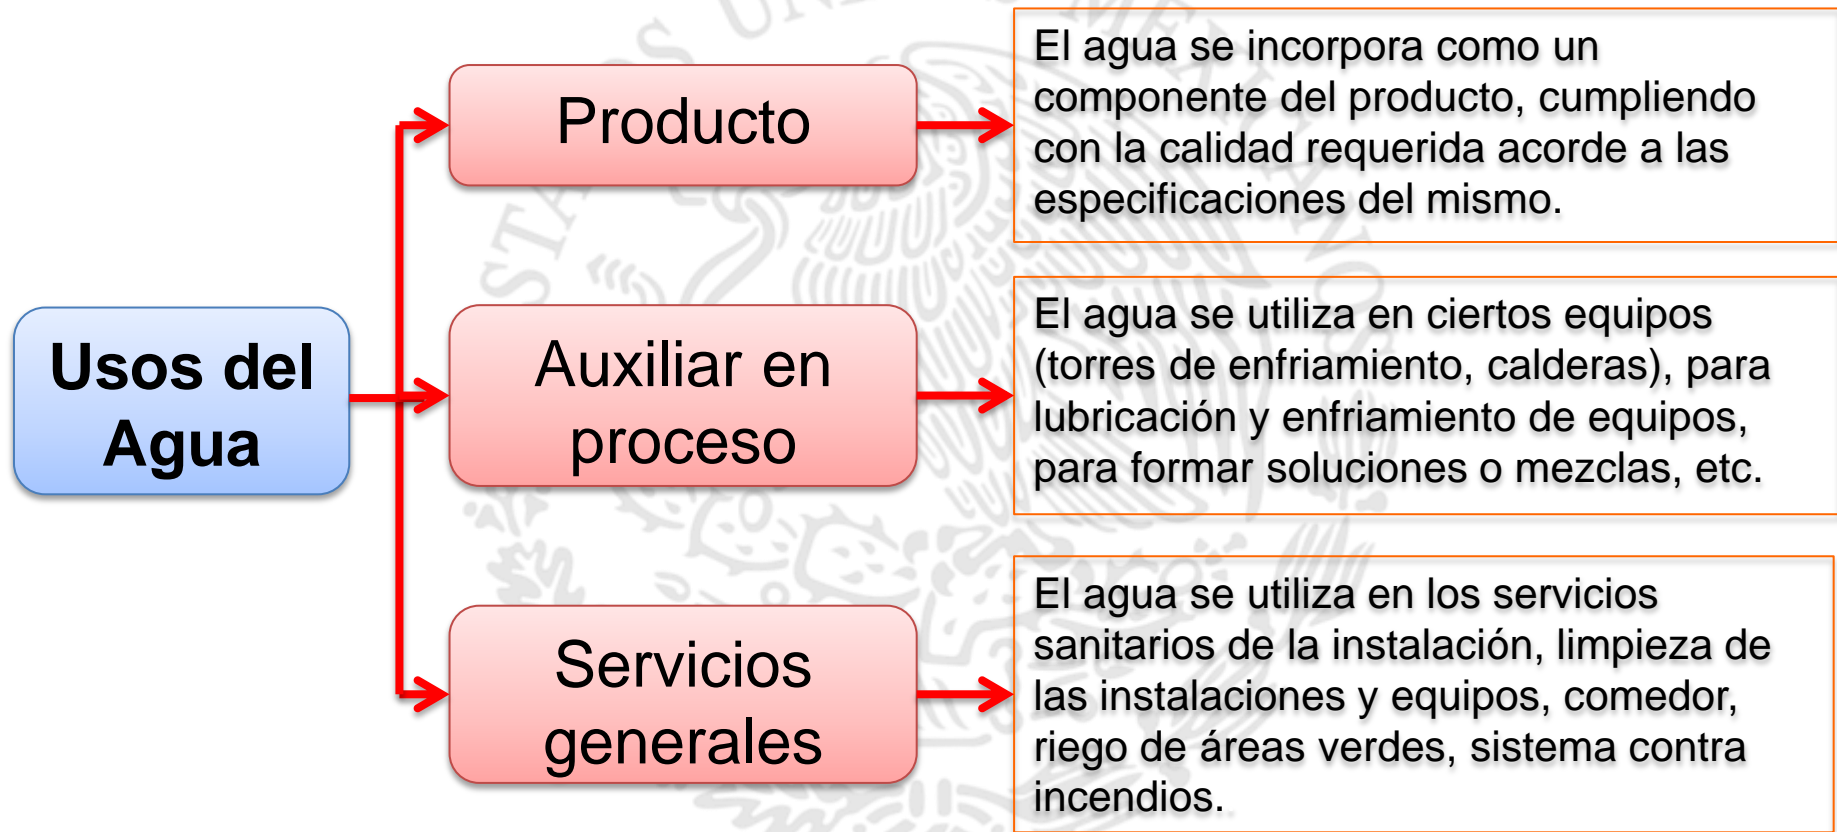 ESTADOS UNIDOS MEXICANOS
Producto
El agua se incorpora como un
componente del producto, cumpliendo
con la calidad requerida acorde a las
especificaciones del mismo.
Usos del
Agua
Auxiliar en
proceso
El agua se utiliza en ciertos equipos
(torres de enfriamiento, calderas), para
lubricación y enfriamiento de equipos,
para formar soluciones o mezclas, etc.
Servicios
generales
El agua se utiliza en los servicios
sanitarios de la instalación, limpieza de
las instalaciones y equipos, comedor,
riego de áreas verdes, sistema contra
incendios.